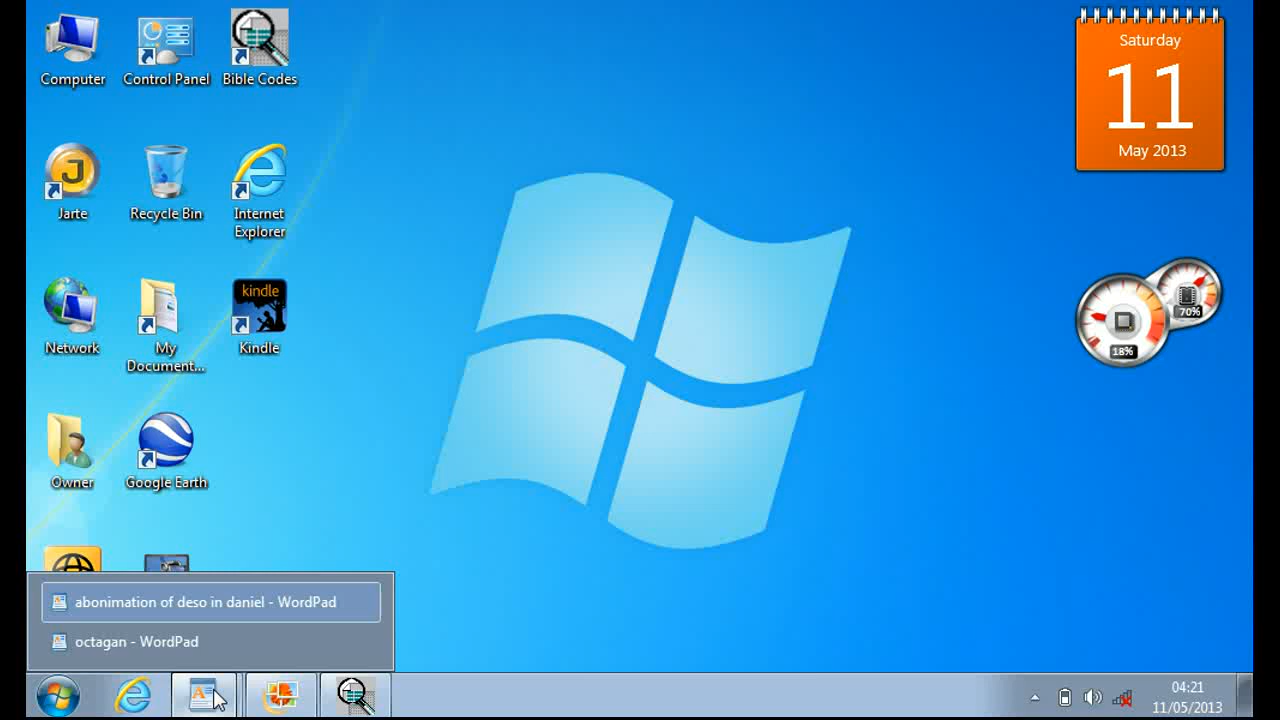 Computer
Control Panel
Bible Codes
Saturday
11
May 2013
J
Jarte
Recycle Bin
Internet
Explorer
kindle
Network
My
Document...
Kindle
70%
18%
Owner
Google Earth
abonimation of deso in daniel - WordPad
octagan - WordPad
04:21
11/05/2013